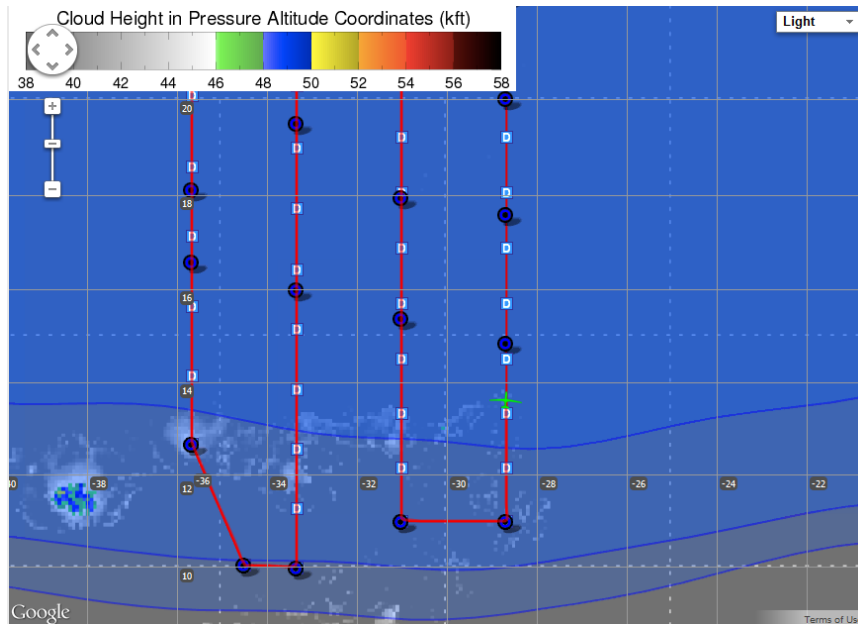 Cloud Height in Pressure Altitude Coordinates (kft)
Light
38 40 42 44 46 48 50 52 54 56 58
+
−
20
D
D
D
D
D
18
D
D
D
D
D
D
D
16
D
D
D
D
D
D
D
14
D
D
D
D
D
D
D
40 -38 -36 -34 -32 -30 -28 -26 -24 -22
12
D
10
Google
Terms of Us